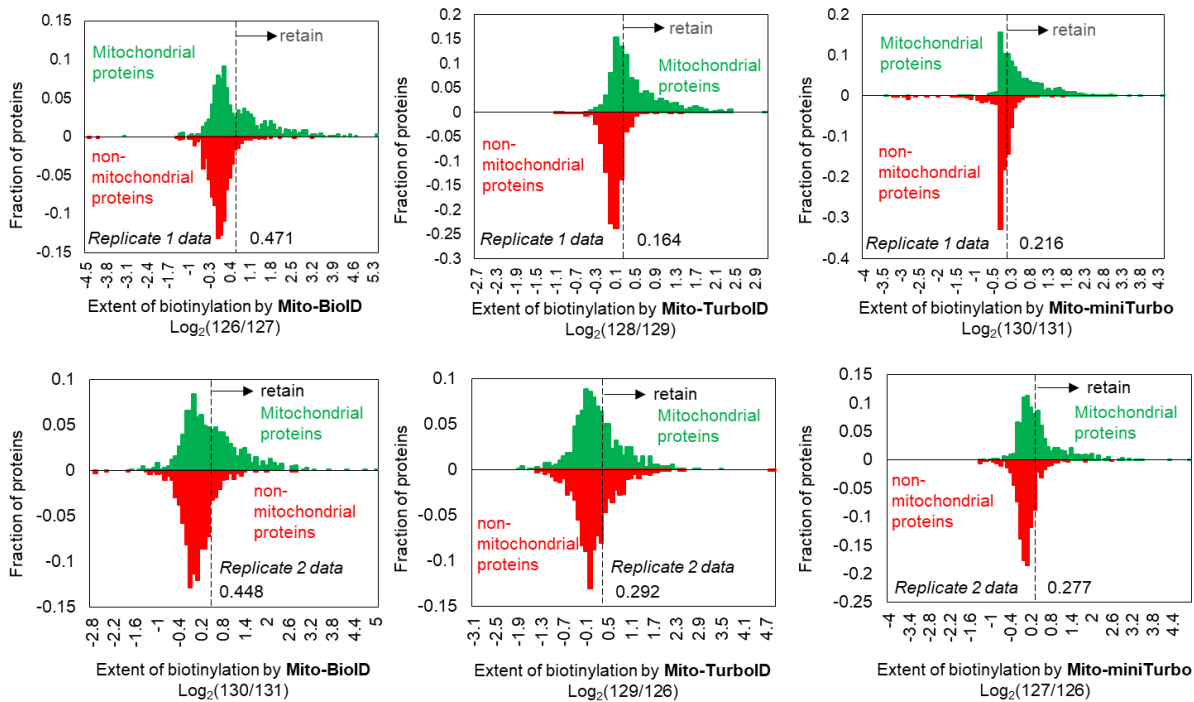 Fraction of proteins
0.15
0.1
0.05
0
-0.05
-0.1
-0.15
retain
Mitochondrial
proteins
non-
mitochondrial
proteins
Replicate 1 data
0.471
-4.5
-3.8
-3.1
-2.4
-1.7
-1
-0.3
0.4
1.1
1.8
2.5
3.2
3.9
4.6
5.3
Extent of biotinylation by Mito-BioID
Log2(126/127)
Fraction of proteins
0.2
0.15
0.1
0.05
0
-0.05
-0.1
-0.15
-0.2
-0.25
-0.3
retain
Mitochondrial
proteins
non-
mitochondrial
proteins
Replicate 1 data
0.164
-2.7
-2.3
-1.9
-1.5
-1.1
-0.7
-0.3
0.1
0.5
0.9
1.3
1.7
2.1
2.5
2.9
Extent of biotinylation by Mito-TurboID
Log2(128/129)
Fraction of proteins
0.2
0.1
0
-0.1
-0.2
-0.3
-0.4
retain
Mitochondrial
proteins
non-
mitochondrial
proteins
Replicate 1 data
0.216
-3.5
-3
-2.5
-2
-1.5
-1
-0.2
0.3
0.8
1.3
1.8
2.3
2.8
3.3
3.8
4.3
Extent of biotinylation by Mito-miniTurbo
Log2(130/131)
Fraction of proteins
0.1
0.05
0
-0.05
-0.1
-0.15
retain
Mitochondrial
proteins
non-
mitochondrial
proteins
Replicate 2 data
0.448
-2.8
-2.2
-1.6
-1
-0.4
0.2
0.8
1.4
2
2.6
3.2
3.8
4.4
5
Extent of biotinylation by Mito-BioID
Log2(130/131)
Fraction of proteins
0.1
0.05
0
-0.05
-0.1
-0.15
retain
Mitochondrial
proteins
non-
mitochondrial
proteins
Replicate 2 data
0.292
-3.1
-2.5
-1.9
-1.3
-0.7
-0.1
0.5
1.1
1.7
2.3
2.9
3.5
4.1
4.7
Extent of biotinylation by Mito-TurboID
Log2(129/126)
Fraction of proteins
0.15
0.1
0.05
0
-0.05
-0.1
-0.15
-0.2
-0.25
retain
Mitochondrial
proteins
non-
mitochondrial
proteins
Replicate 2 data
0.277
-4
-3.4
-2.8
-2.2
-1.6
-1
-0.2
0.5
1.4
1.8
2.4
3
3.6
4.4
Extent of biotinylation by Mito-miniTurbo
Log2(127/126)